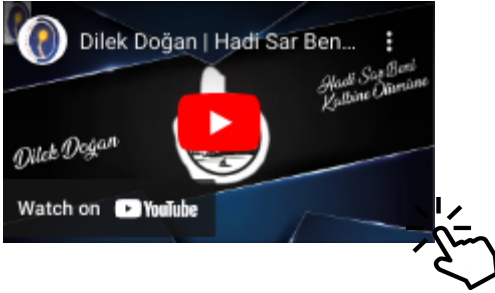 Dilek Doğan | Hadi Sar Ben...
Hadi Sar Beni
Kalbine Ölümüne
Dilek Doğan
Watch on YouTube